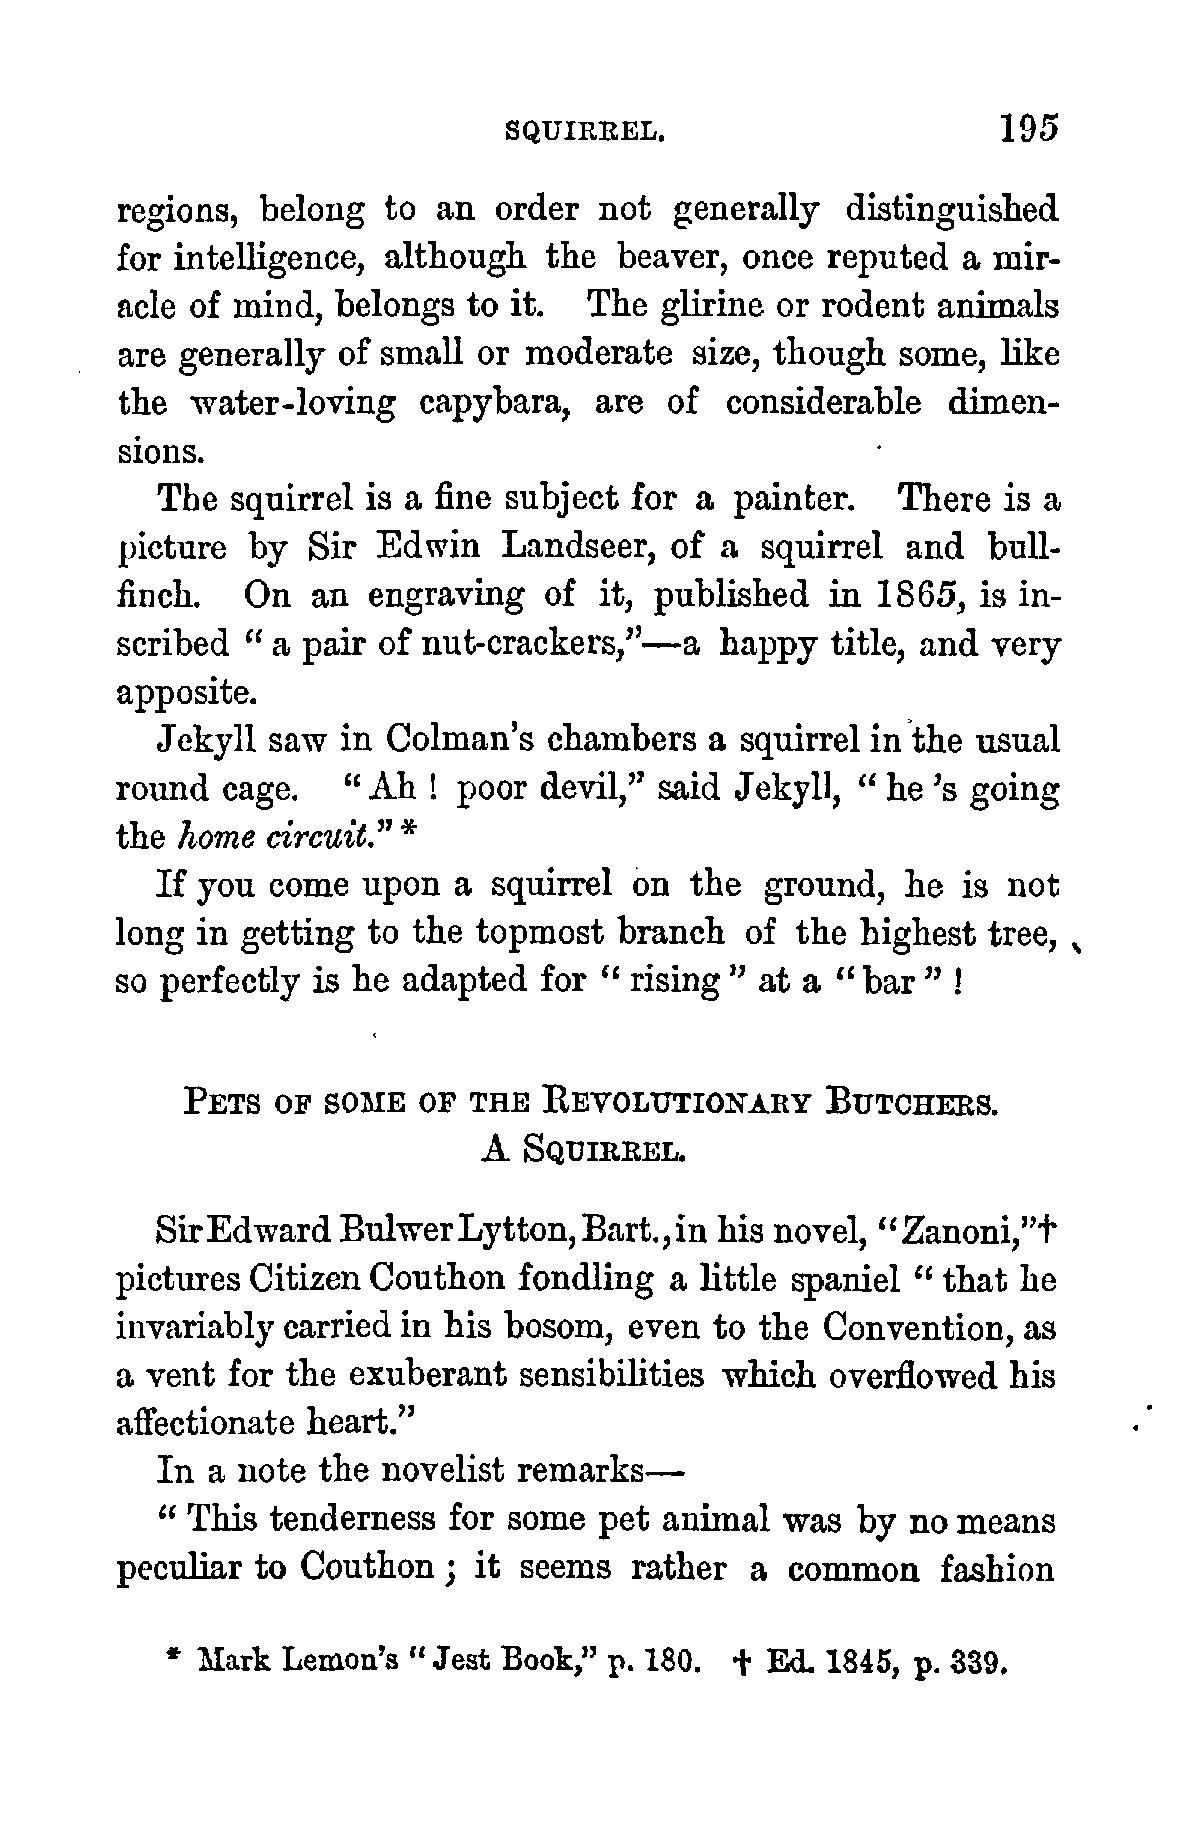 SQUIRREL. 195
regions, belong to an order not generally distinguished
for intelligence, although the beaver, once reputed a mir-
acle of mind, belongs to it. The glirine or rodent animals
are generally of small or moderate size, though some, like
the water-loving capybara, are of considerable dimen-
sions.
The squirrel is a fine subject for a painter. There is a
picture by Sir Edwin Landseer, of a squirrel and bull-
finch. On an engraving of it, published in 1865, is in-
scribed “a pair of nut-crackers,”—a happy title, and very
apposite.
Jekyll saw in Colman's chambers a squirrel in the usual
round cage. “Ah! poor devil,” said Jekyll, “he's going
the home circuit.”*
If you come upon a squirrel on the ground, he is not
long in getting to the topmost branch of the highest tree,
so perfectly is he adapted for “rising” at a “bar”!
PETS OF SOME OF THE REVOLUTIONARY BUTCHERS.
A SQUIRREL.
Sir Edward Bulwer Lytton, Bart., in his novel, “Zanoni,”†
pictures Citizen Couthon fondling a little spaniel “that he
invariably carried in his bosom, even to the Convention, as
a vent for the exuberant sensibilities which overflowed his
affectionate heart.”
In a note the novelist remarks—
“This tenderness for some pet animal was by no means
peculiar to Couthon; it seems rather a common fashion
* Mark Lemon's “Jest Book,” p. 180. † Ed. 1845, p. 339.